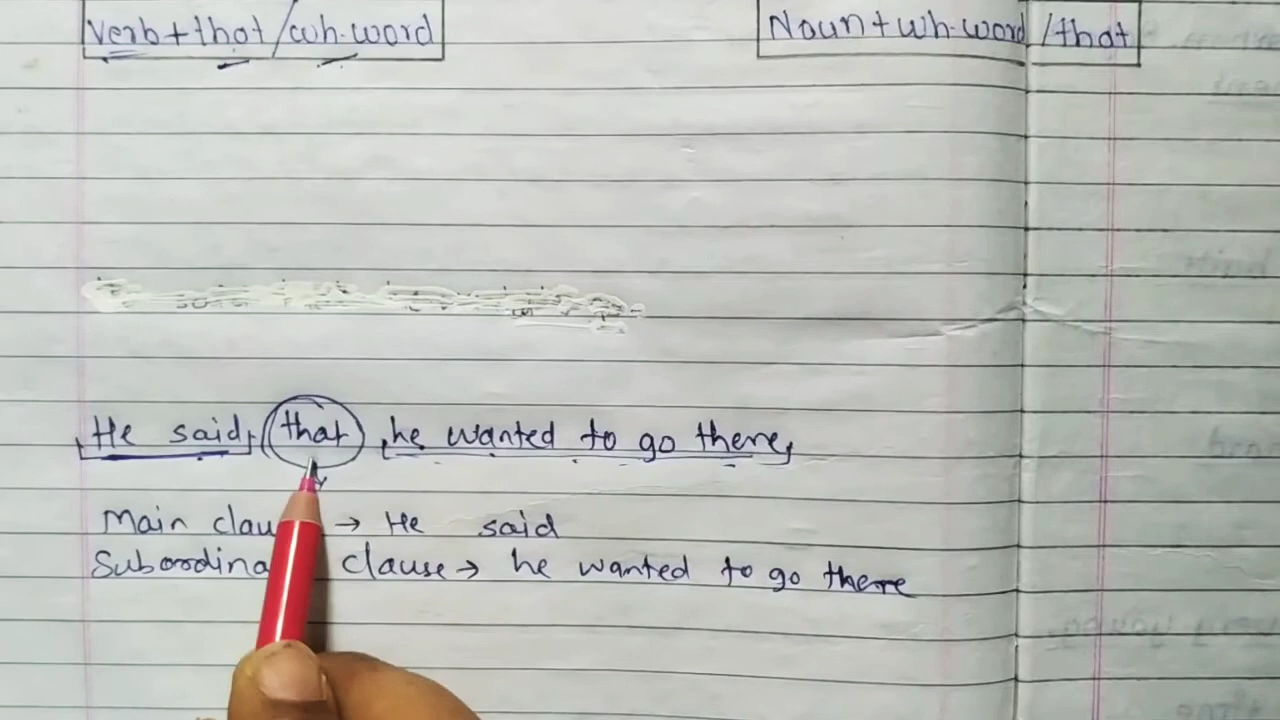 Verb + that / wh-word
Noun + wh-word / that
He said that he wanted to go there
Main clau → He said
Subordina clause → he wanted to go there